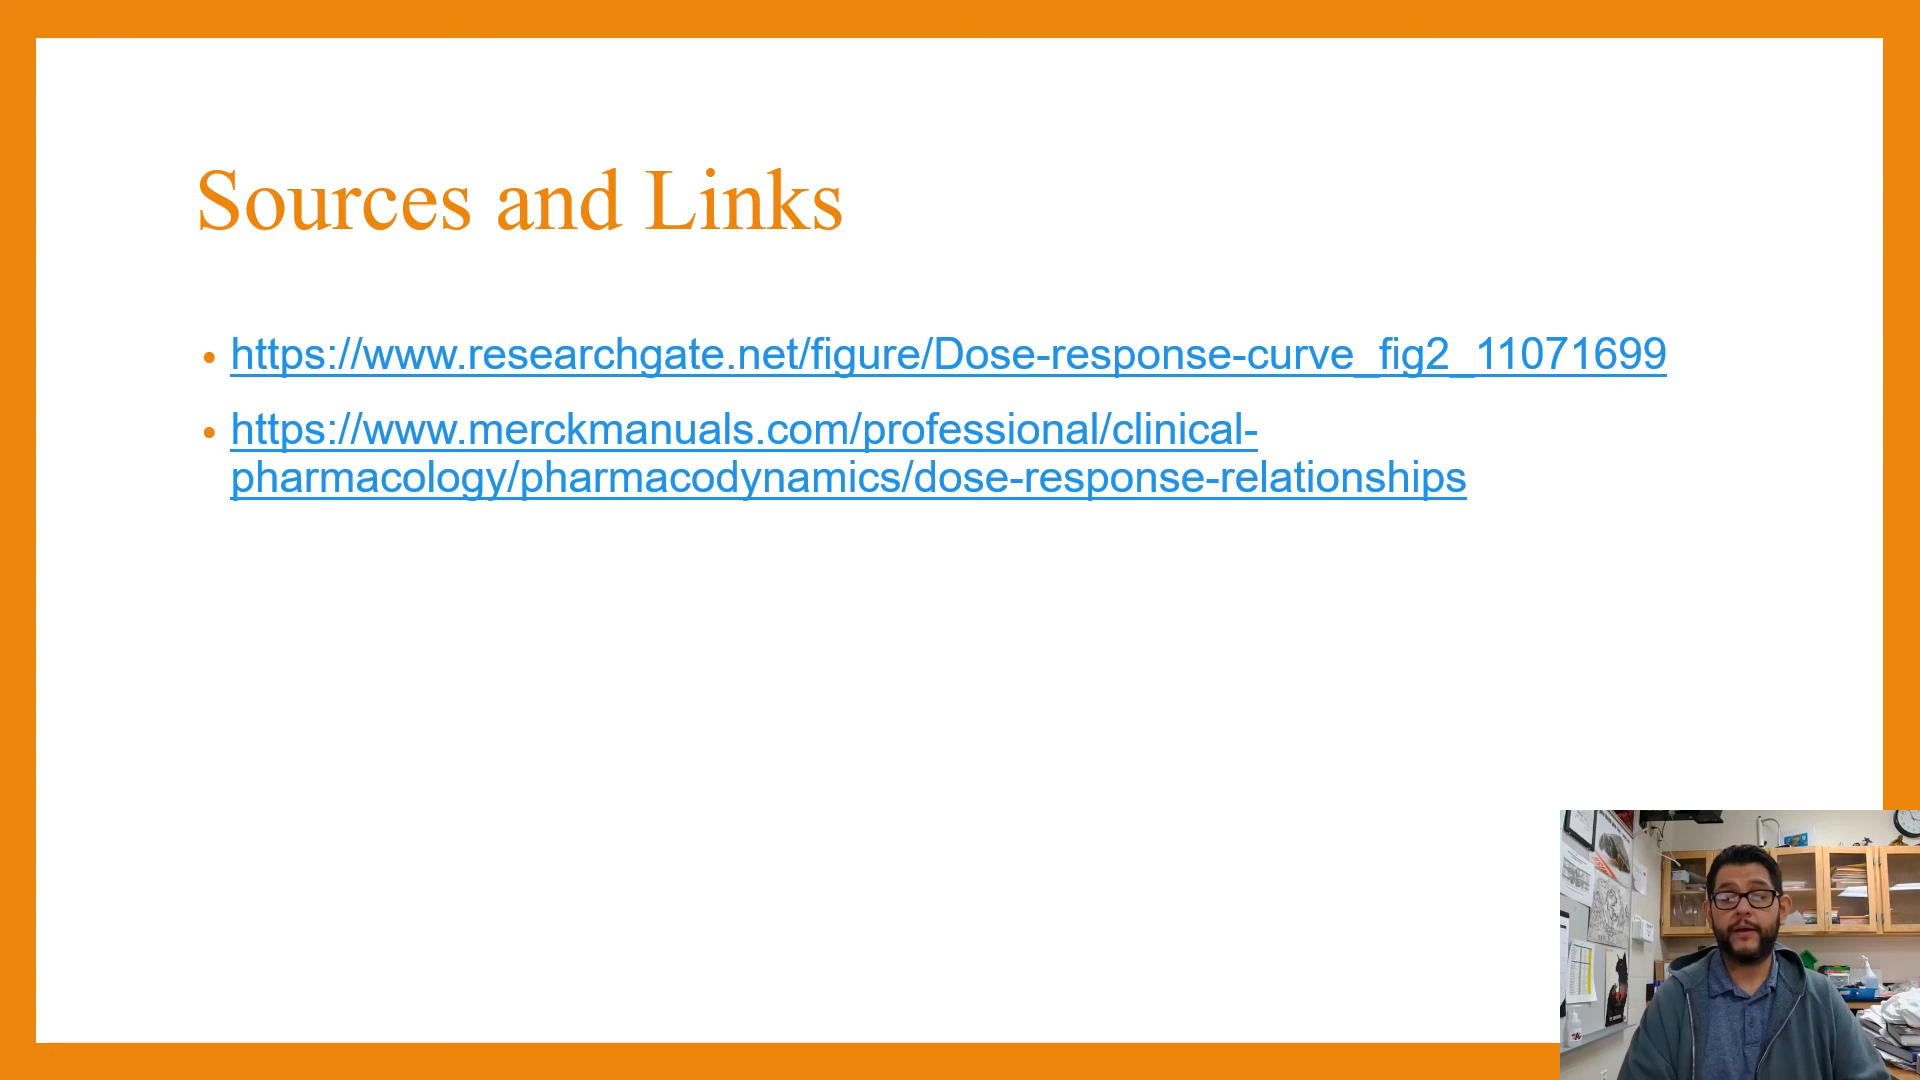 Sources and Links
• https://www.researchgate.net/figure/Dose-response-curve_fig2_11071699
• https://www.merckmanuals.com/professional/clinical-
pharmacology/pharmacodynamics/dose-response-relationships